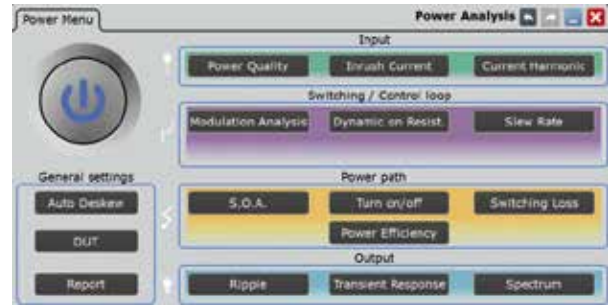 Power Menu
Power Analysis
Input
Power Quality Inrush Current Current Harmonic
Switching / Control loop
Modulation Analysis Dynamic on Resist. Slew Rate
General settings
Auto Deskew
DUT
Report
Power path
S.O.A. Turn on/off Switching Loss
Power Efficiency
Output
Ripple Transient Response Spectrum